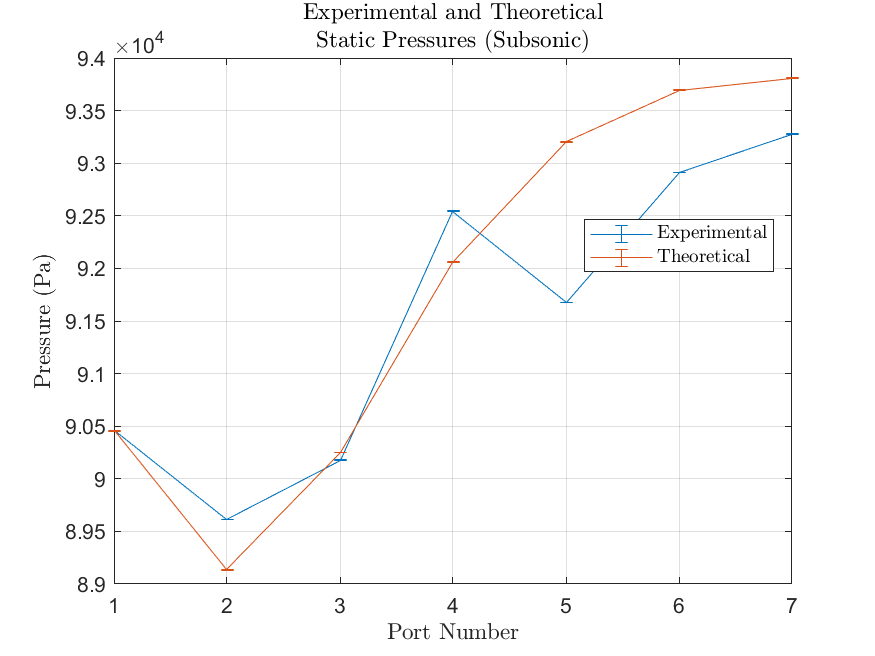 Experimental and Theoretical
Static Pressures (Subsonic)
×10⁴
9.4
9.35
9.3
9.25
9.2
9.15
9.1
9.05
9
8.95
8.9
Pressure (Pa)
Experimental
Theoretical
1 2 3 4 5 6 7
Port Number